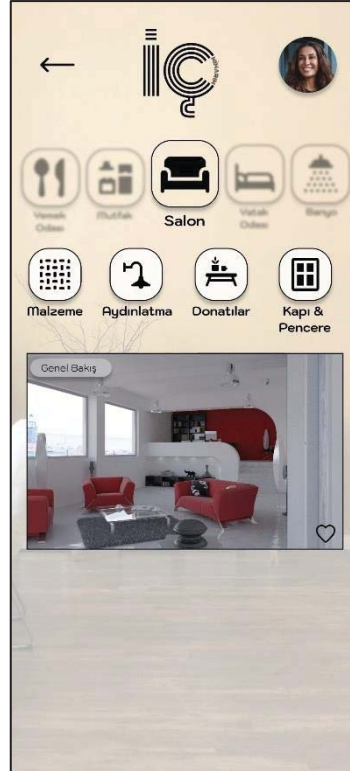 iç
Yemek
Odası
Mutfak
Salon
Yatak
Odası
Banyo
Malzeme
Aydınlatma
Donatılar
Kapı &
Pencere
Genel Bakış